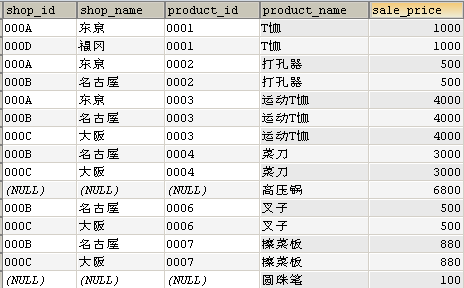 shop_id shop_name product_id product_name sale_price
000A 东京 0001 T恤 1000
000D 福冈 0001 T恤 1000
000A 东京 0002 打孔器 500
000B 名古屋 0002 打孔器 500
000A 东京 0003 运动T恤 4000
000B 名古屋 0003 运动T恤 4000
000C 大阪 0003 运动T恤 4000
000B 名古屋 0004 菜刀 3000
000C 大阪 0004 菜刀 3000
(NULL) (NULL) (NULL) 高压锅 6800
000B 名古屋 0006 叉子 500
000C 大阪 0006 叉子 500
000B 名古屋 0007 擦菜板 880
000C 大阪 0007 擦菜板 880
(NULL) (NULL) (NULL) 圆珠笔 100